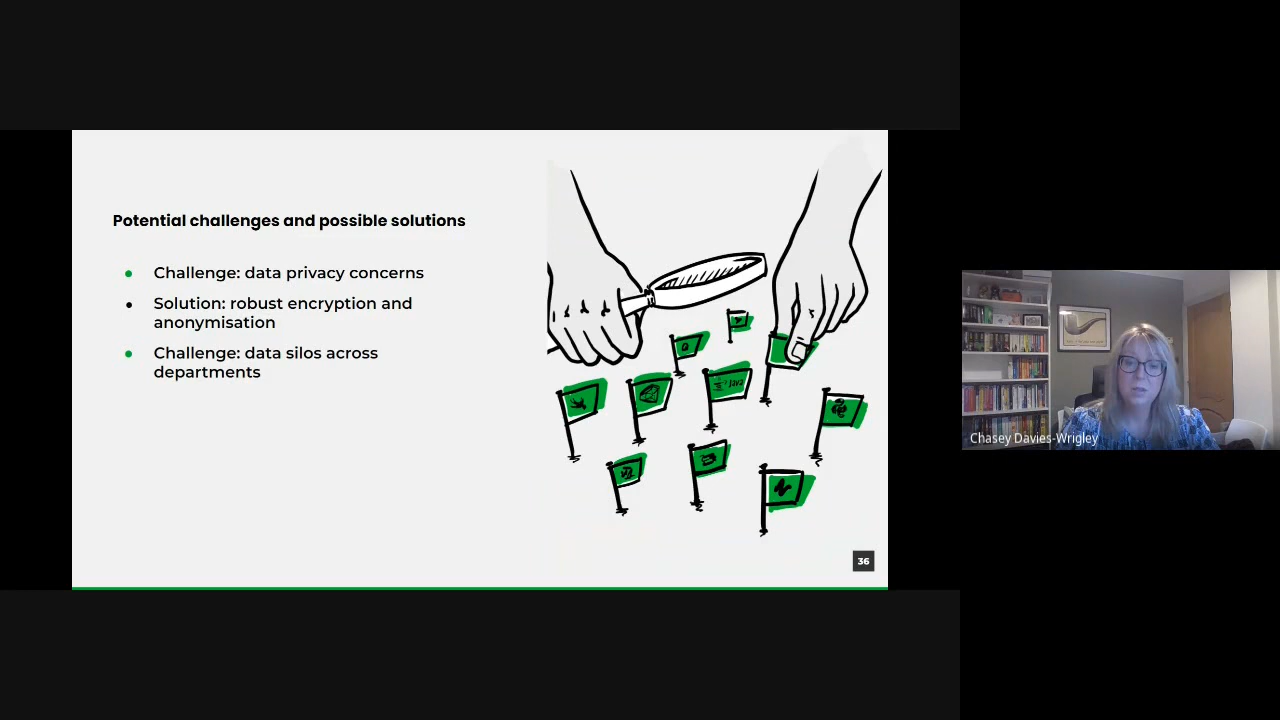 Potential challenges and possible solutions
Challenge: data privacy concerns
Solution: robust encryption and
anonymisation
Challenge: data silos across
departments
Java
36
Chasey Davies-Wrigley